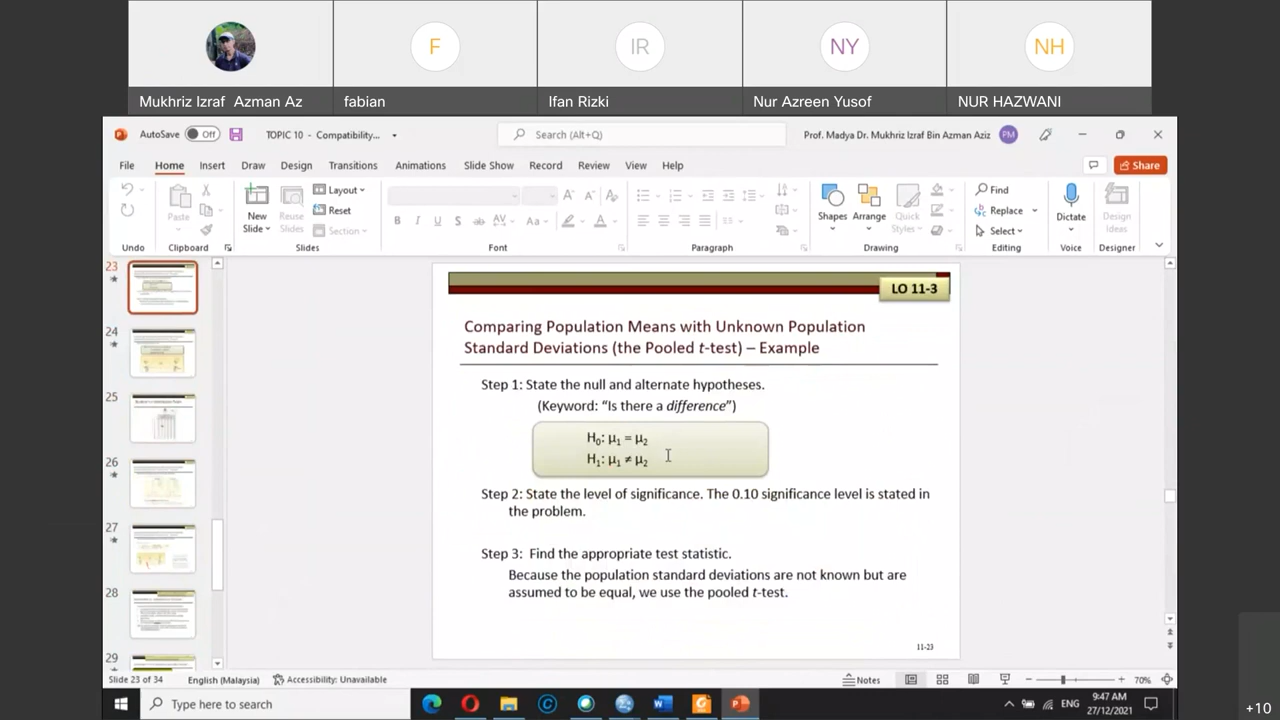 F
IR
NY
NH
Mukhriz Izraf Azman Az
fabian
Ifan Rizki
Nur Azreen Yusof
NUR HAZWANI
AutoSave
Off
TOPIC 10 - Compatibility...
Search (Alt+Q)
Prof. Madya Dr. Mukhriz Izraf Bin Azman Aziz
PM
File Home Insert Draw Design Transitions Animations Slide Show Record Review View Help
Share
Undo
Paste
Clipboard
New Slide
Reuse Slides
Layout
Reset
Section
Slides
B I U S ab AV Aa A
Font
Paragraph
Shapes
Arrange
Quick Styles
Drawing
Find
Replace
Select
Editing
Dictate
Voice
Design Ideas
Designer
23
24
25
26
27
28
29
LO 11-3
Comparing Population Means with Unknown Population
Standard Deviations (the Pooled t-test) – Example
Step 1: State the null and alternate hypotheses.
(Keyword: “Is there a difference”)
H₀: µ₁ = µ₂
H₁: µ₁ ≠ µ₂
Step 2: State the level of significance. The 0.10 significance level is stated in
the problem.
Step 3: Find the appropriate test statistic.
Because the population standard deviations are not known but are
assumed to be equal, we use the pooled t-test.
11-23
Slide 23 of 34
English (Malaysia)
Accessibility: Unavailable
Notes
70%
Type here to search
ENG
9:47 AM
27/12/2021
+10